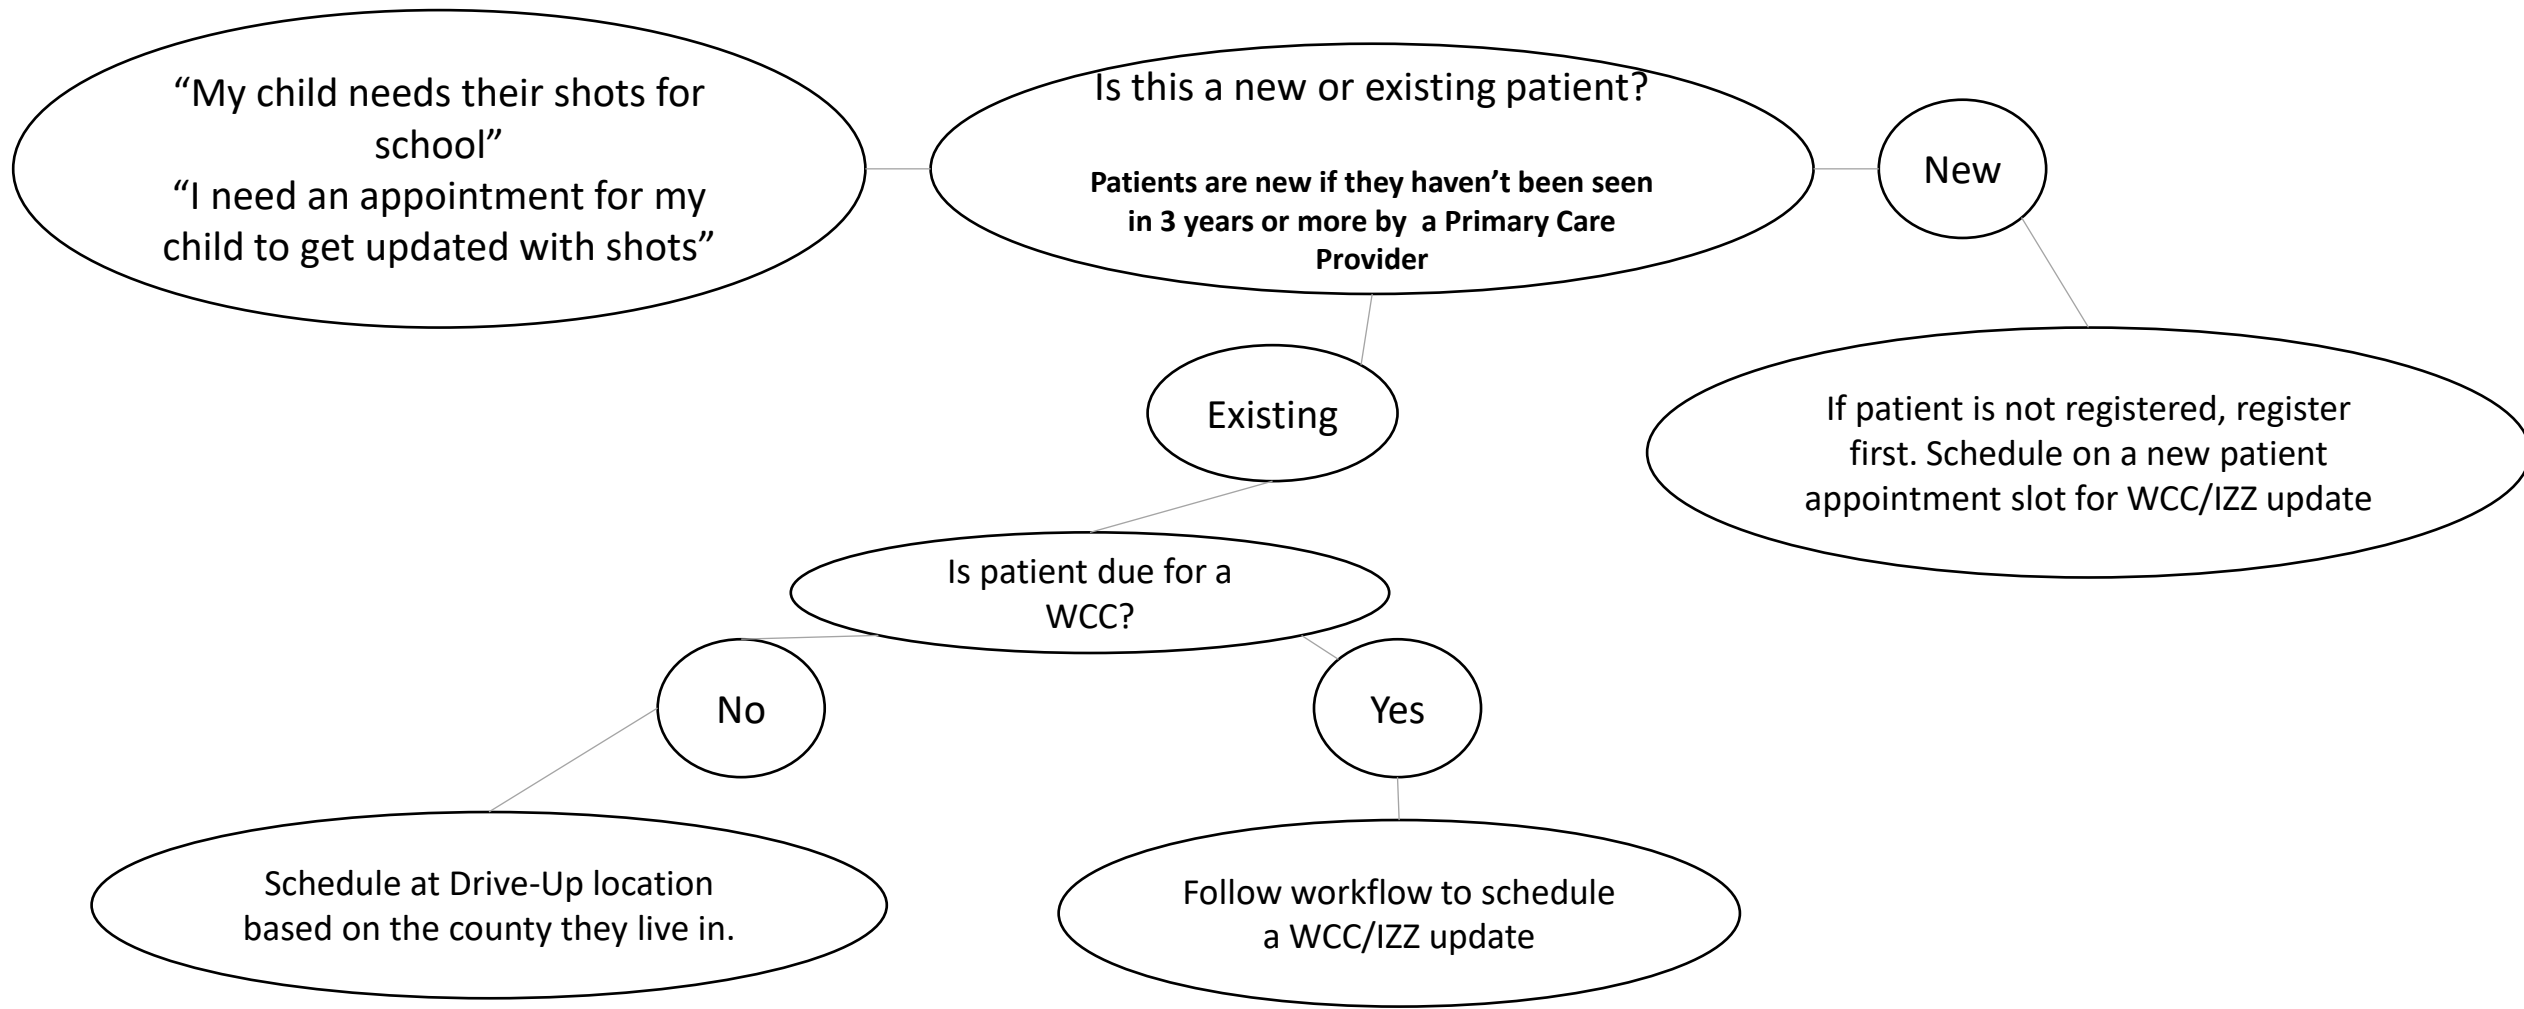 “My child needs their shots for
school”
“I need an appointment for my
child to get updated with shots”
Is this a new or existing patient?
Patients are new if they haven’t been seen
in 3 years or more by  a Primary Care
Provider
New
Existing
If patient is not registered, register
first. Schedule on a new patient
appointment slot for WCC/IZZ update
Is patient due for a
WCC?
No
Yes
Schedule at Drive-Up location
based on the county they live in.
Follow workflow to schedule
a WCC/IZZ update